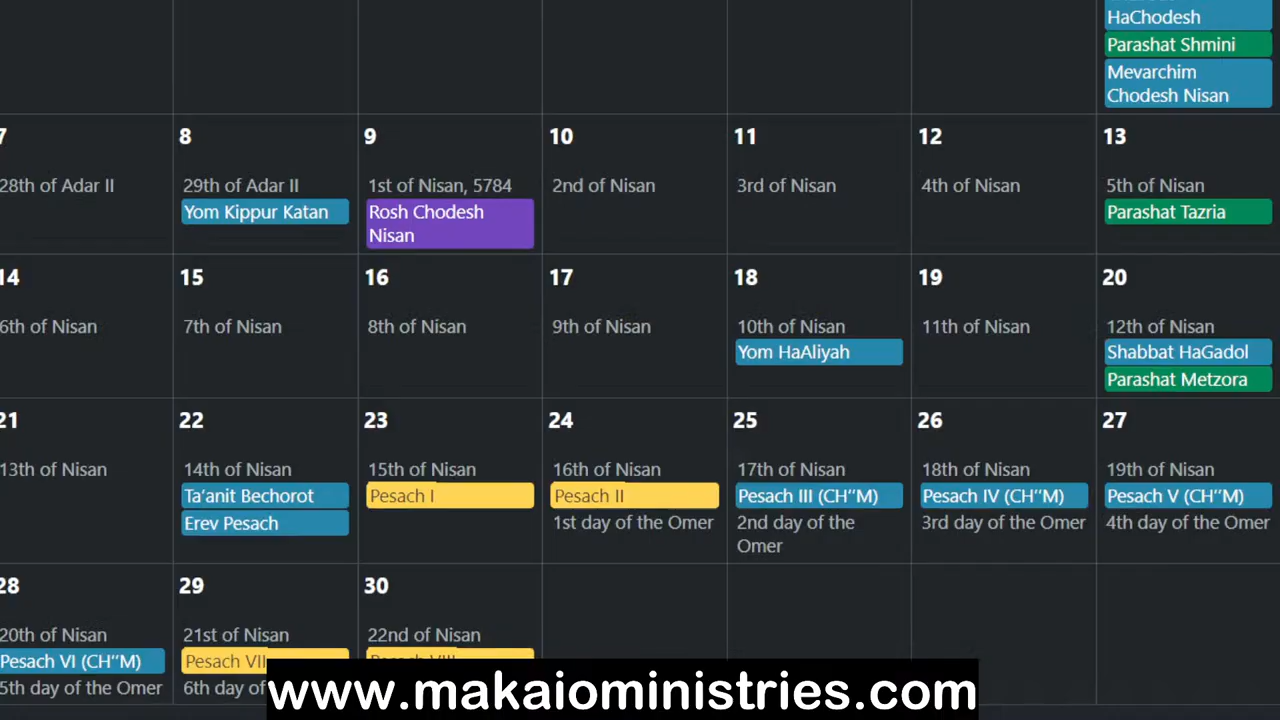 HaChodesh
Parashat Shmini
Mevarchim
Chodesh Nisan
7 8 9 10 11 12 13
28th of Adar II 29th of Adar II 1st of Nisan, 5784 2nd of Nisan 3rd of Nisan 4th of Nisan 5th of Nisan
Yom Kippur Katan Rosh Chodesh Parashat Tazria
Nisan
14 15 16 17 18 19 20
6th of Nisan 7th of Nisan 8th of Nisan 9th of Nisan 10th of Nisan 11th of Nisan 12th of Nisan
Yom HaAliyah Shabbat HaGadol
Parashat Metzora
21 22 23 24 25 26 27
13th of Nisan 14th of Nisan 15th of Nisan 16th of Nisan 17th of Nisan 18th of Nisan 19th of Nisan
Ta’anit Bechorot Pesach I Pesach II Pesach III (CH’’M) Pesach IV (CH’’M) Pesach V (CH’’M)
Erev Pesach 1st day of the Omer 2nd day of the 3rd day of the Omer 4th day of the Omer
Omer
28 29 30
20th of Nisan 21st of Nisan 22nd of Nisan
Pesach VI (CH’’M) Pesach VII Pesach VIII
5th day of the Omer 6th day of
www.makaioministries.com